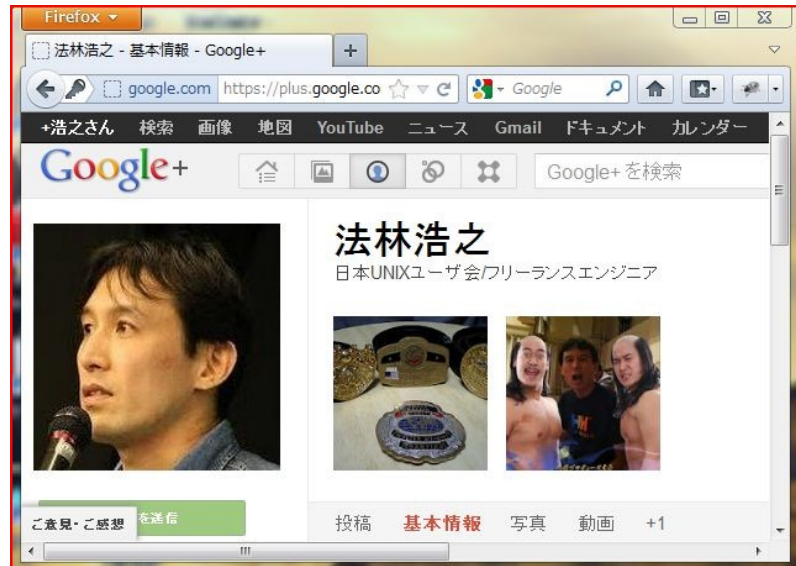 Firefox
法林浩之 - 基本情報 - Google+
google.com https://plus.google.co Google
+浩之さん 検索 画像 地図 YouTube ニュース Gmail ドキュメント カレンダー
Google+ Google+ を検索
法林浩之
日本UNIXユーザ会/フリーランスエンジニア
ご意見・ご感想 を送信
投稿 基本情報 写真 動画 +1